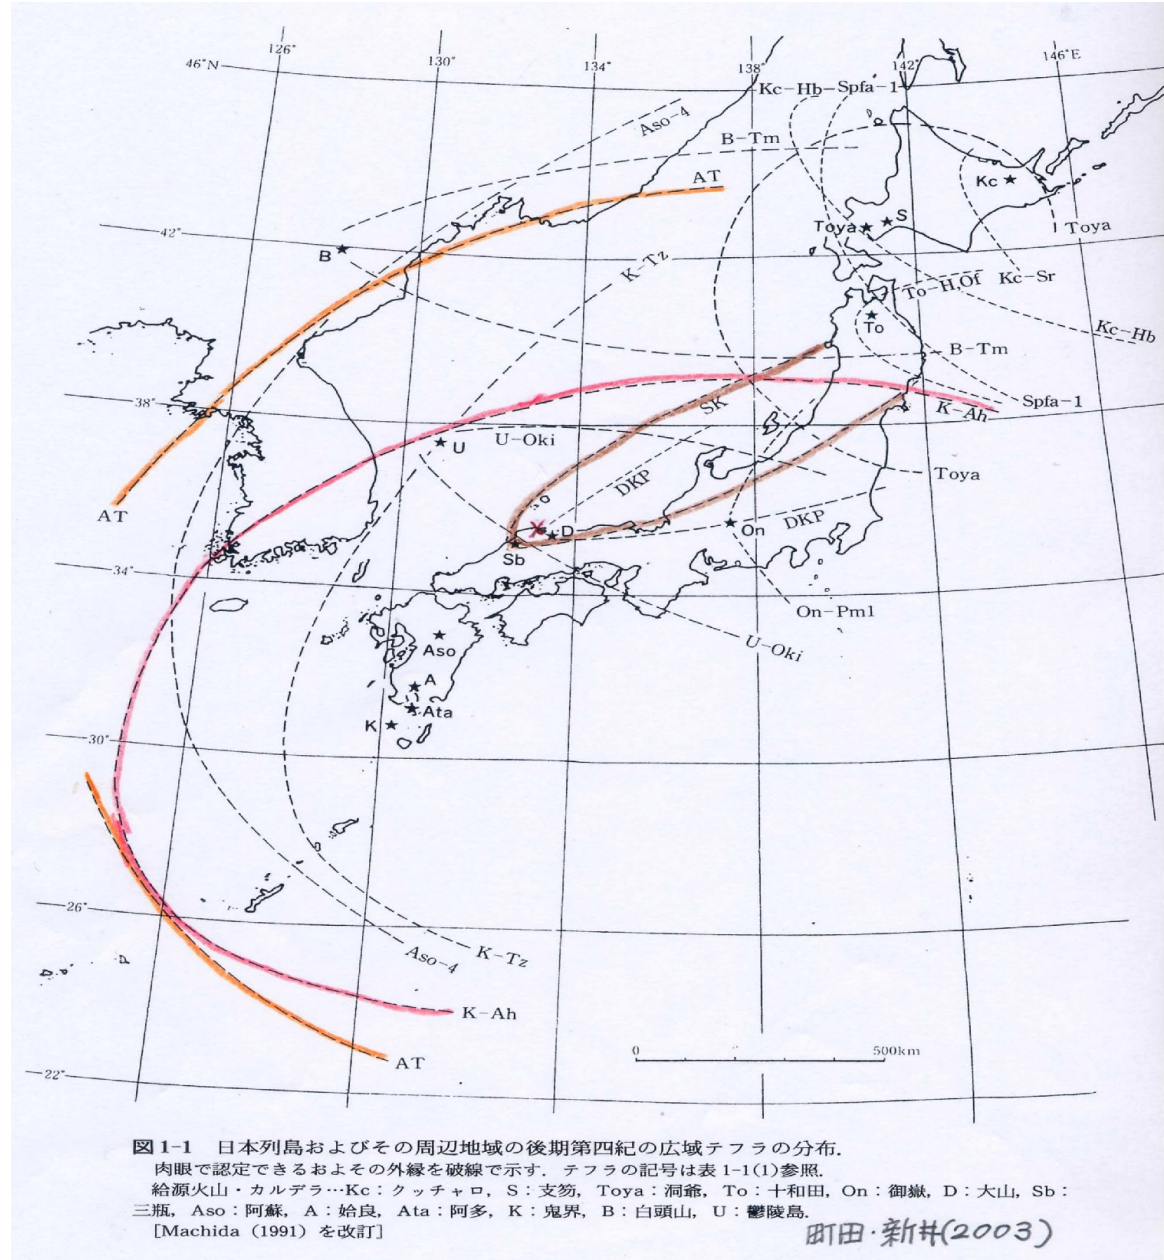 126°
130°
134°
138°
142°
146°E
46°N
Kc-Hb
Spfa-1
Aso-4
B-Tm
AT
Kc
S
Toya
Toya
42°
B
K-Tz
To-H,Of
Kc-Sr
To
Kc-Hb
B-Tm
38°
SK
K-Ah
Spfa-1
U
U-Oki
Toya
DKP
AT
D
On
DKP
Sb
34°
On-Pm1
U-Oki
Aso
A
Ata
K
30°
26°
K-Tz
Aso-4
K-Ah
AT
0
500km
22°
図1-1 日本列島およびその周辺地域の後期第四紀の広域テフラの分布.
肉眼で認定できるおよその外縁を破線で示す. テフラの記号は表1-1(1)参照.
給源火山・カルデラ…Kc:クッチャロ, S:支笏, Toya:洞爺, To:十和田, On:御嶽, D:大山, Sb:
三瓶, Aso:阿蘇, A:姶良, Ata:阿多, K:鬼界, B:白頭山, U:鬱陵島.
[Machida (1991) を改訂]
町田・新井(2003)